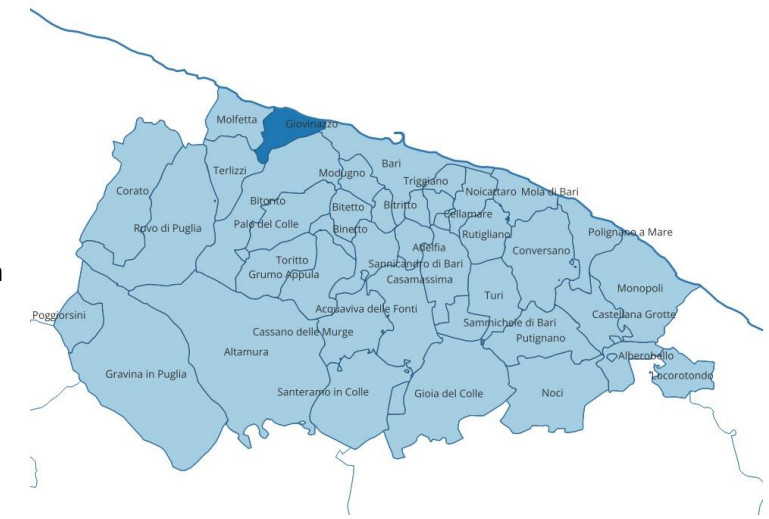 Molfetta
Giovinazzo
Bari
Terlizzi
Modugno
Triggiano
Corato
Noicattaro
Mola di Bari
Bitonto
Bitetto
Bitritto
Cellamare
Ruvo di Puglia
Palo del Colle
Binetto
Rutigliano
Polignano a Mare
Adelfia
Conversano
Toritto
Sannicandro di Bari
Grumo Appula
Casamassima
Monopoli
Turi
Poggiorsini
Acquaviva delle Fonti
Castellana Grotte
Sammichele di Bari
Cassano delle Murge
Putignano
Altamura
Alberobello
Gravina in Puglia
Locorotondo
Santeramo in Colle
Gioia del Colle
Noci